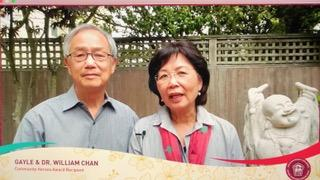 GAYLE & DR. WILLIAM CHAN
Community Heroes Award Recipient